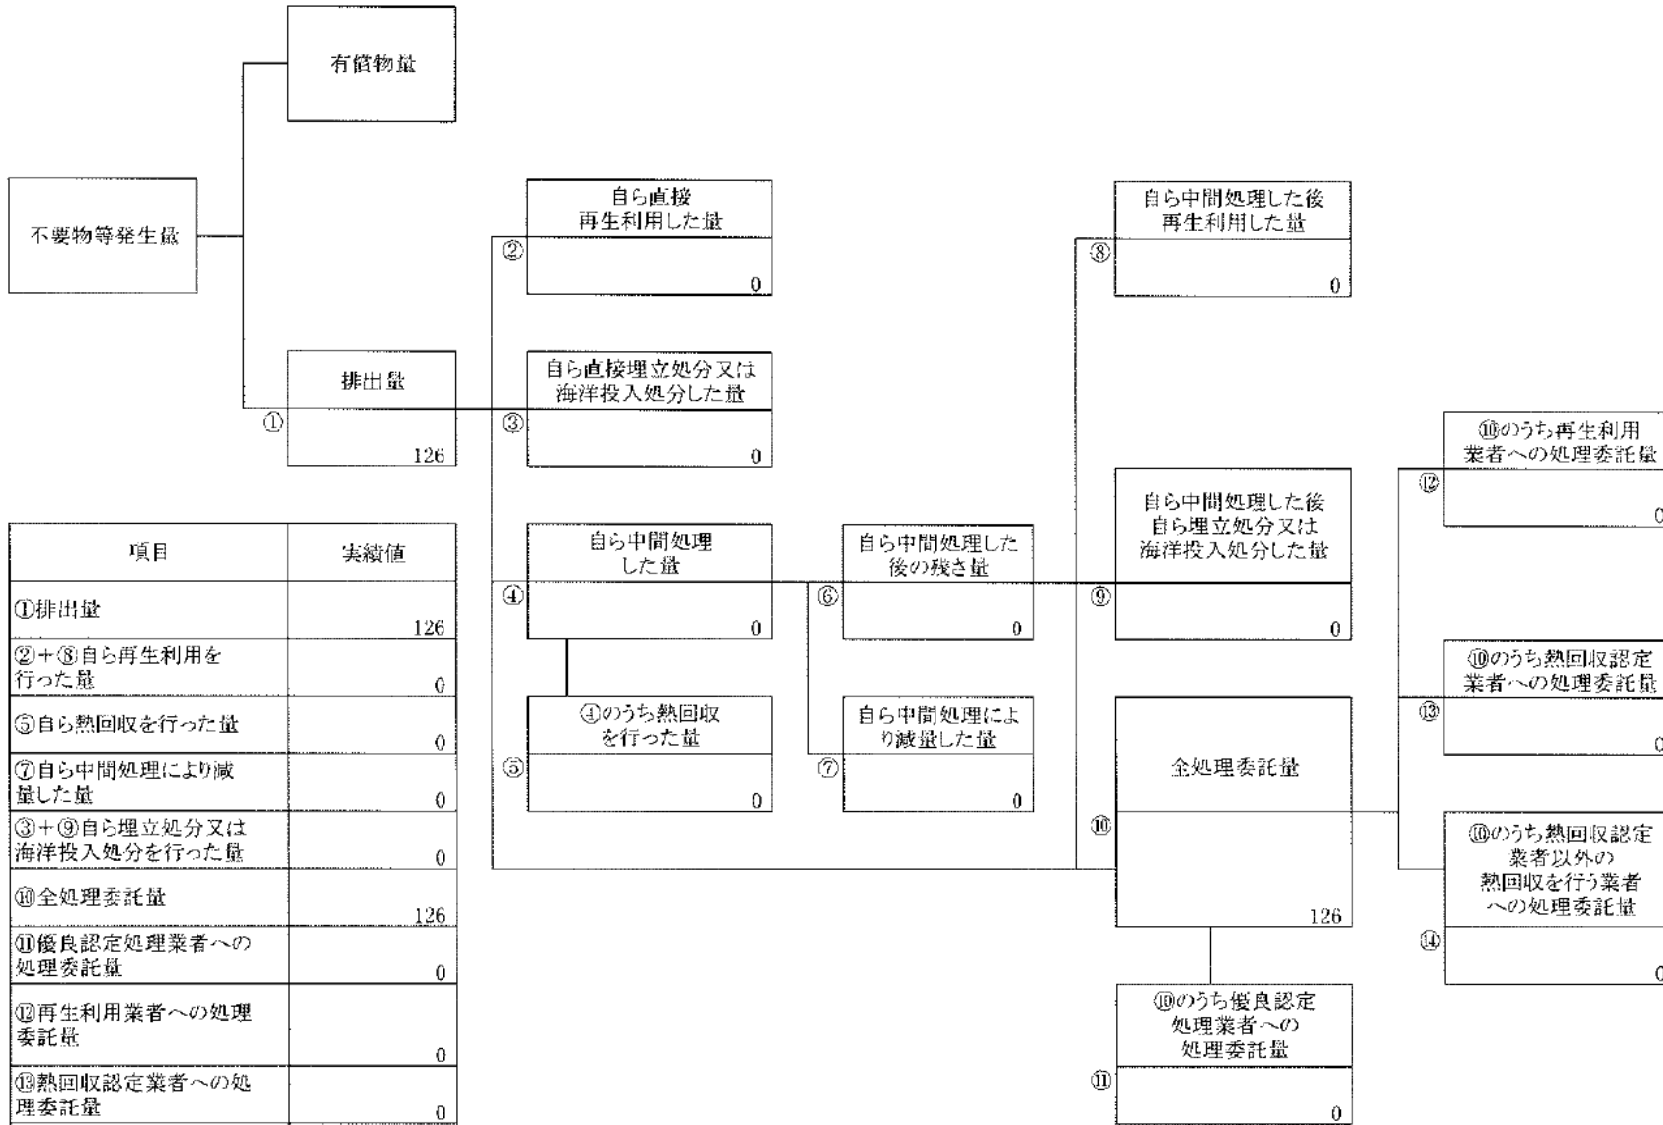 有償物量
不要物等発生量
自ら直接
再生利用した量
②
0
自ら中間処理した後
再生利用した量
⑧
0
排出量
①
126
自ら直接埋立処分又は
海洋投入処分した量
③
0
⑩のうち再生利用
業者への処理委託量
⑫
0
自ら中間処理
した量
④
0
自ら中間処理した
後の残さ量
⑥
0
自ら中間処理した後
自ら埋立処分又は
海洋投入処分した量
⑨
0
⑩のうち熱回収認定
業者への処理委託量
⑬
0
④のうち熱回収
を行った量
⑤
0
自ら中間処理によ
り減量した量
⑦
0
全処理委託量
⑩
126
⑩のうち熱回収認定
業者以外の
熱回収を行う業者
への処理委託量
⑭
0
⑩のうち優良認定
処理業者への
処理委託量
⑪
0
項目 実績値
①排出量
126
②+⑧自ら再生利用を
行った量 0
⑤自ら熱回収を行った量
0
⑦自ら中間処理により減
量した量 0
③+⑨自ら埋立処分又は
海洋投入処分を行った量 0
⑩全処理委託量
126
⑪優良認定処理業者への
処理委託量 0
⑫再生利用業者への処理
委託量
0
⑬熱回収認定業者への処
理委託量 0